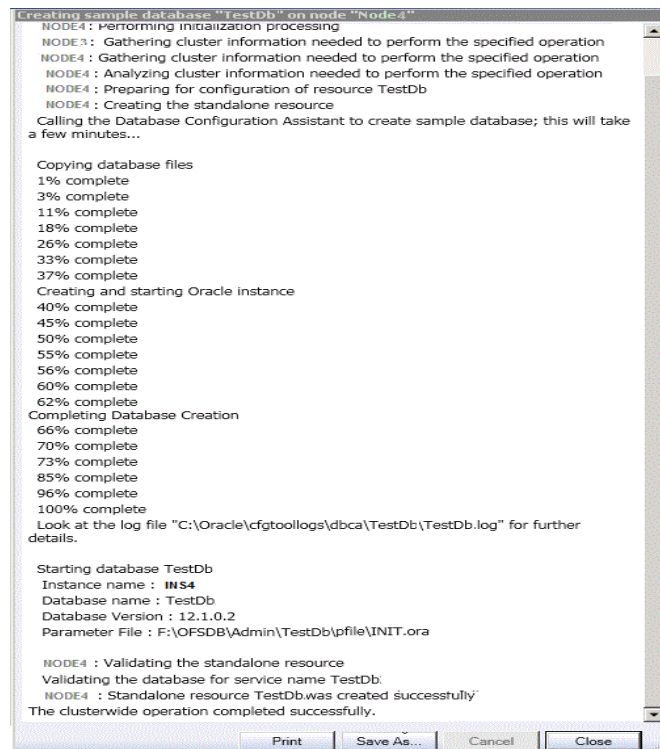 Creating sample database "TestDb" on node "Node4"
NODE4: Performing initialization processing
NODE3: Gathering cluster information needed to perform the specified operation
NODE4: Gathering cluster information needed to perform the specified operation
NODE4: Analyzing cluster information needed to perform the specified operation
NODE4: Preparing for configuration of resource TestDb
NODE4: Creating the standalone resource
Calling the Database Configuration Assistant to create sample database; this will take
a few minutes...
Copying database files
1% complete
3% complete
11% complete
18% complete
26% complete
33% complete
37% complete
Creating and starting Oracle instance
40% complete
45% complete
50% complete
55% complete
56% complete
60% complete
62% complete
Completing Database Creation
66% complete
70% complete
73% complete
85% complete
96% complete
100% complete
Look at the log file "C:\Oracle\cfgtoollogs\dbca\TestDb\TestDb.log" for further
details.
Starting database TestDb
Instance name : INS4
Database name : TestDb
Database Version : 12.1.0.2
Parameter File : F:\OFSDB\Admin\TestDb\pfile\INIT.ora
NODE4 : Validating the standalone resource
Validating the database for service name TestDb.
NODE4 : Standalone resource TestDb.was created successfully
The clusterwide operation completed successfully.
Print Save As... Cancel Close